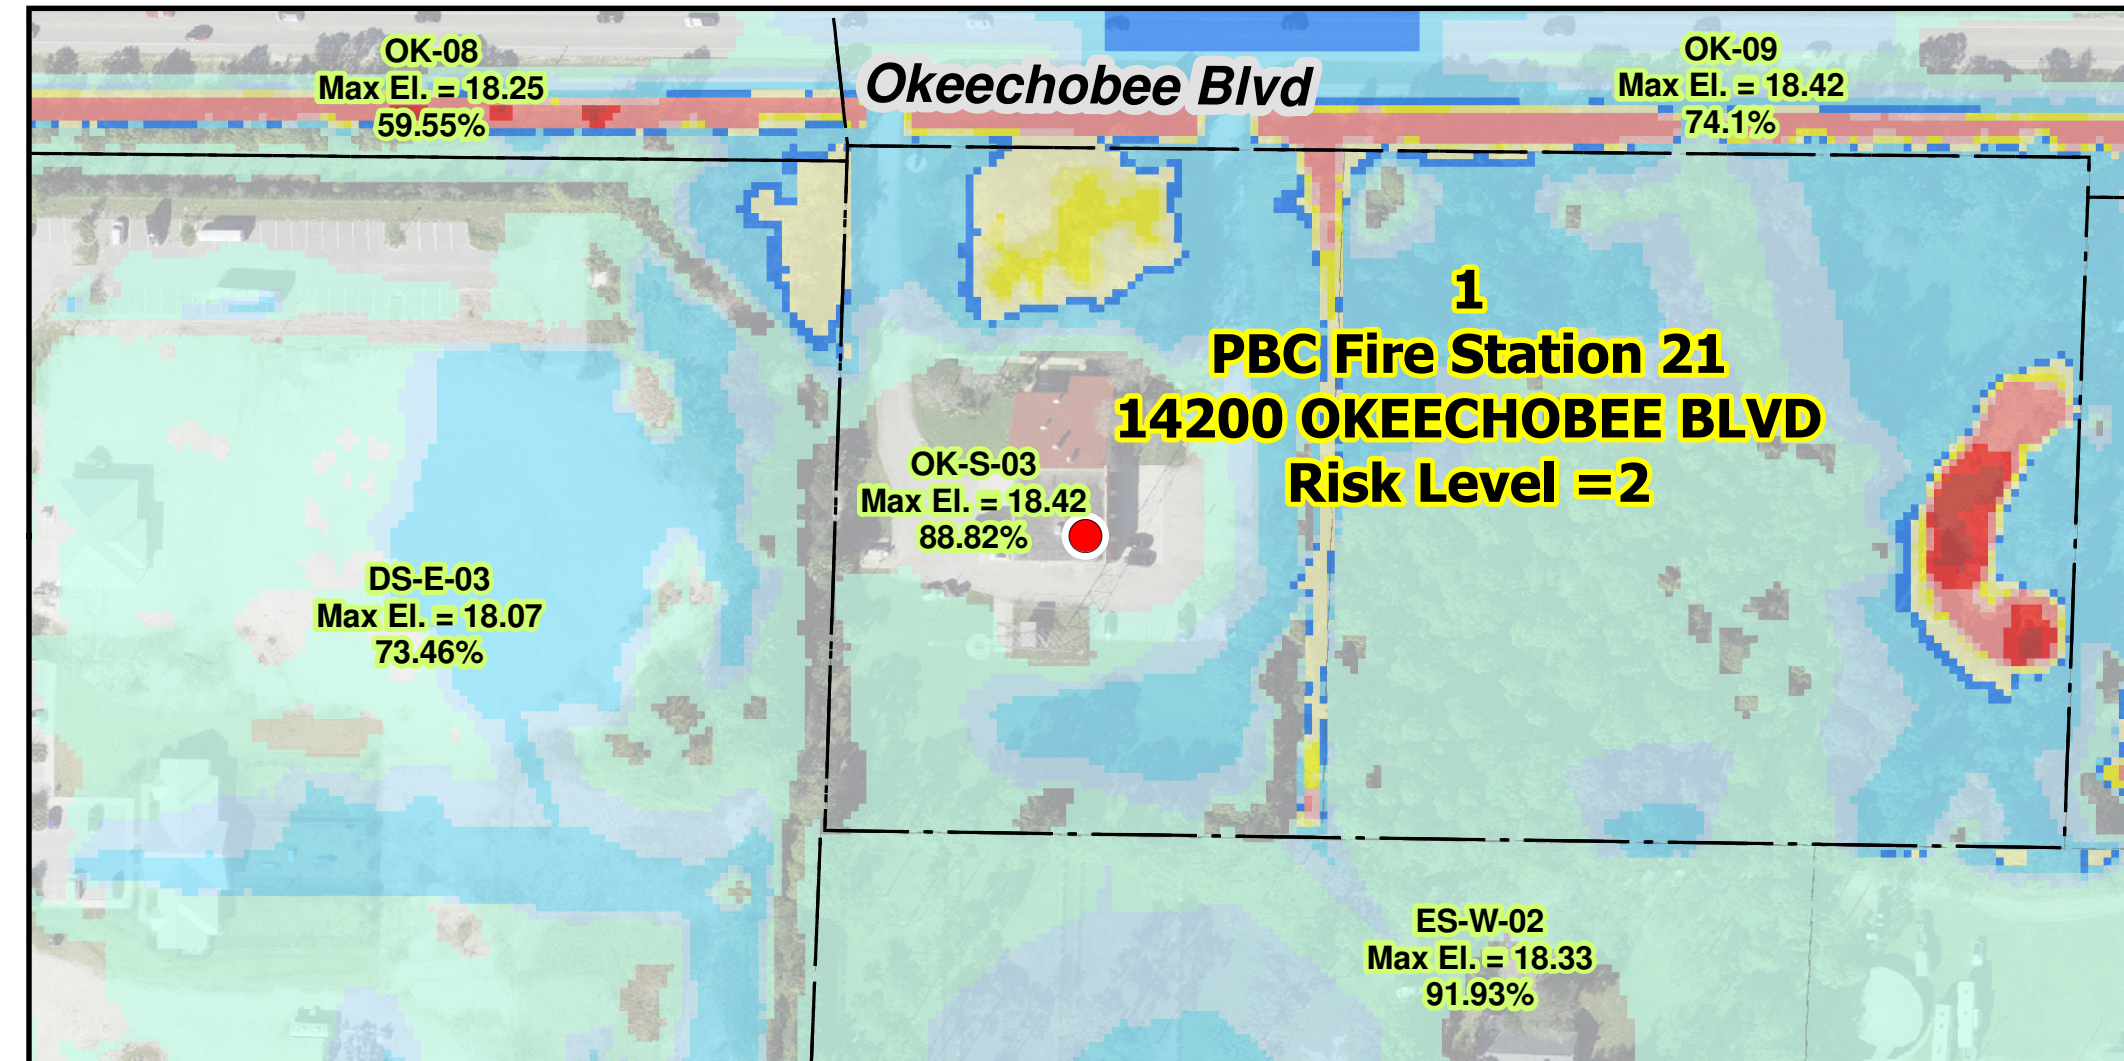 OK-08
Max El. = 18.25
59.55%
Okeechobee Blvd
OK-09
Max El. = 18.42
74.1%
1
PBC Fire Station 21
14200 OKEECHOBEE BLVD
Risk Level =2
OK-S-03
Max El. = 18.42
88.82%
DS-E-03
Max El. = 18.07
73.46%
ES-W-02
Max El. = 18.33
91.93%